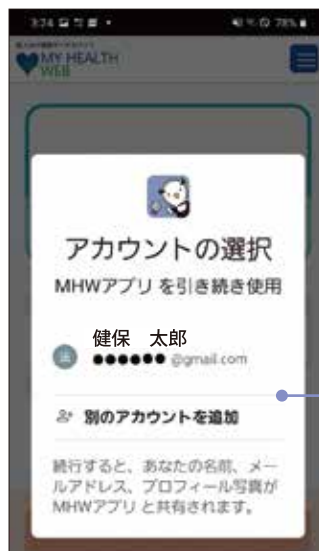 3:24
78%
MY HEALTH
WEB
アカウントの選択
MHWアプリ を引き続き使用
健保 太郎
●●●●●● @gmail.com
別のアカウントを追加
続行すると、あなたの名前、メー
ルアドレス、プロフィール写真が
MHWアプリ と共有されます。